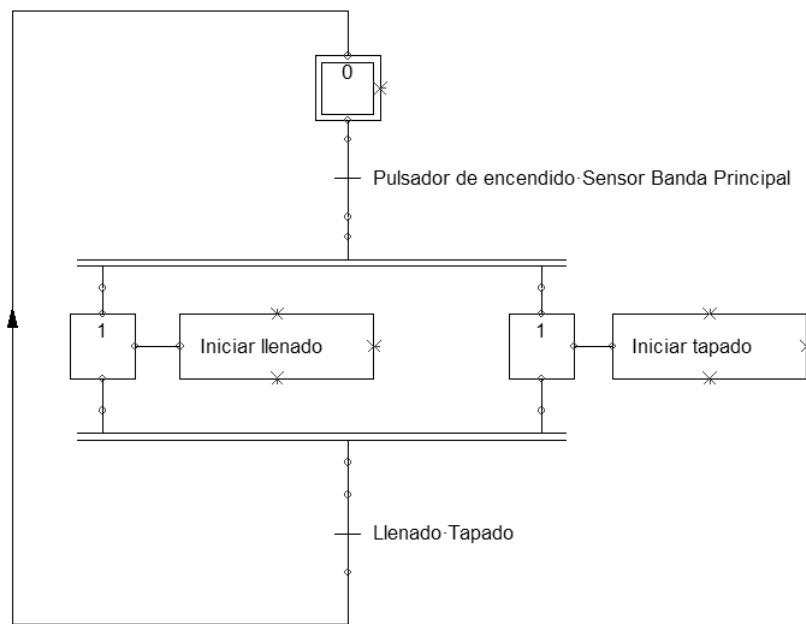 0
Pulsador de encendido·Sensor Banda Principal
1
Iniciar llenado
1
Iniciar tapado
Llenado·Tapado